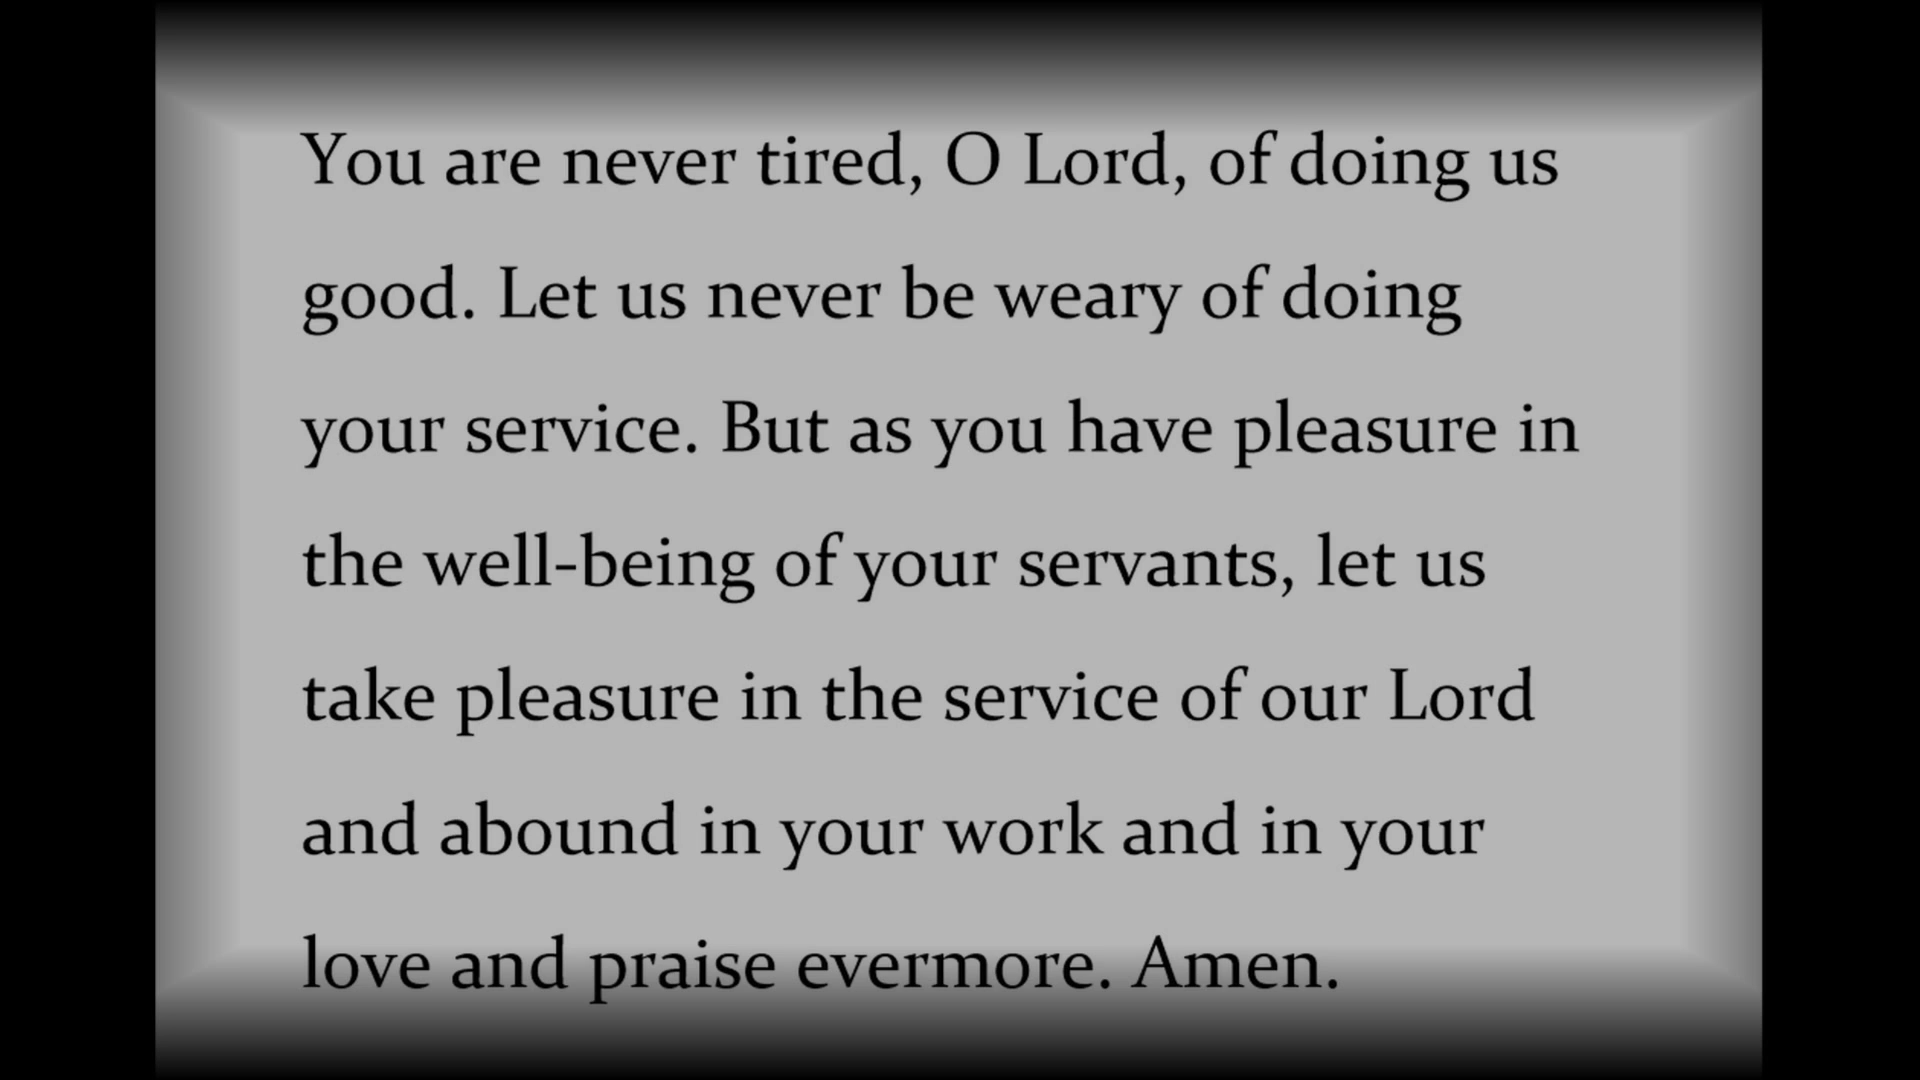 You are never tired, O Lord, of doing us
good. Let us never be weary of doing
your service. But as you have pleasure in
the well-being of your servants, let us
take pleasure in the service of our Lord
and abound in your work and in your
love and praise evermore. Amen.